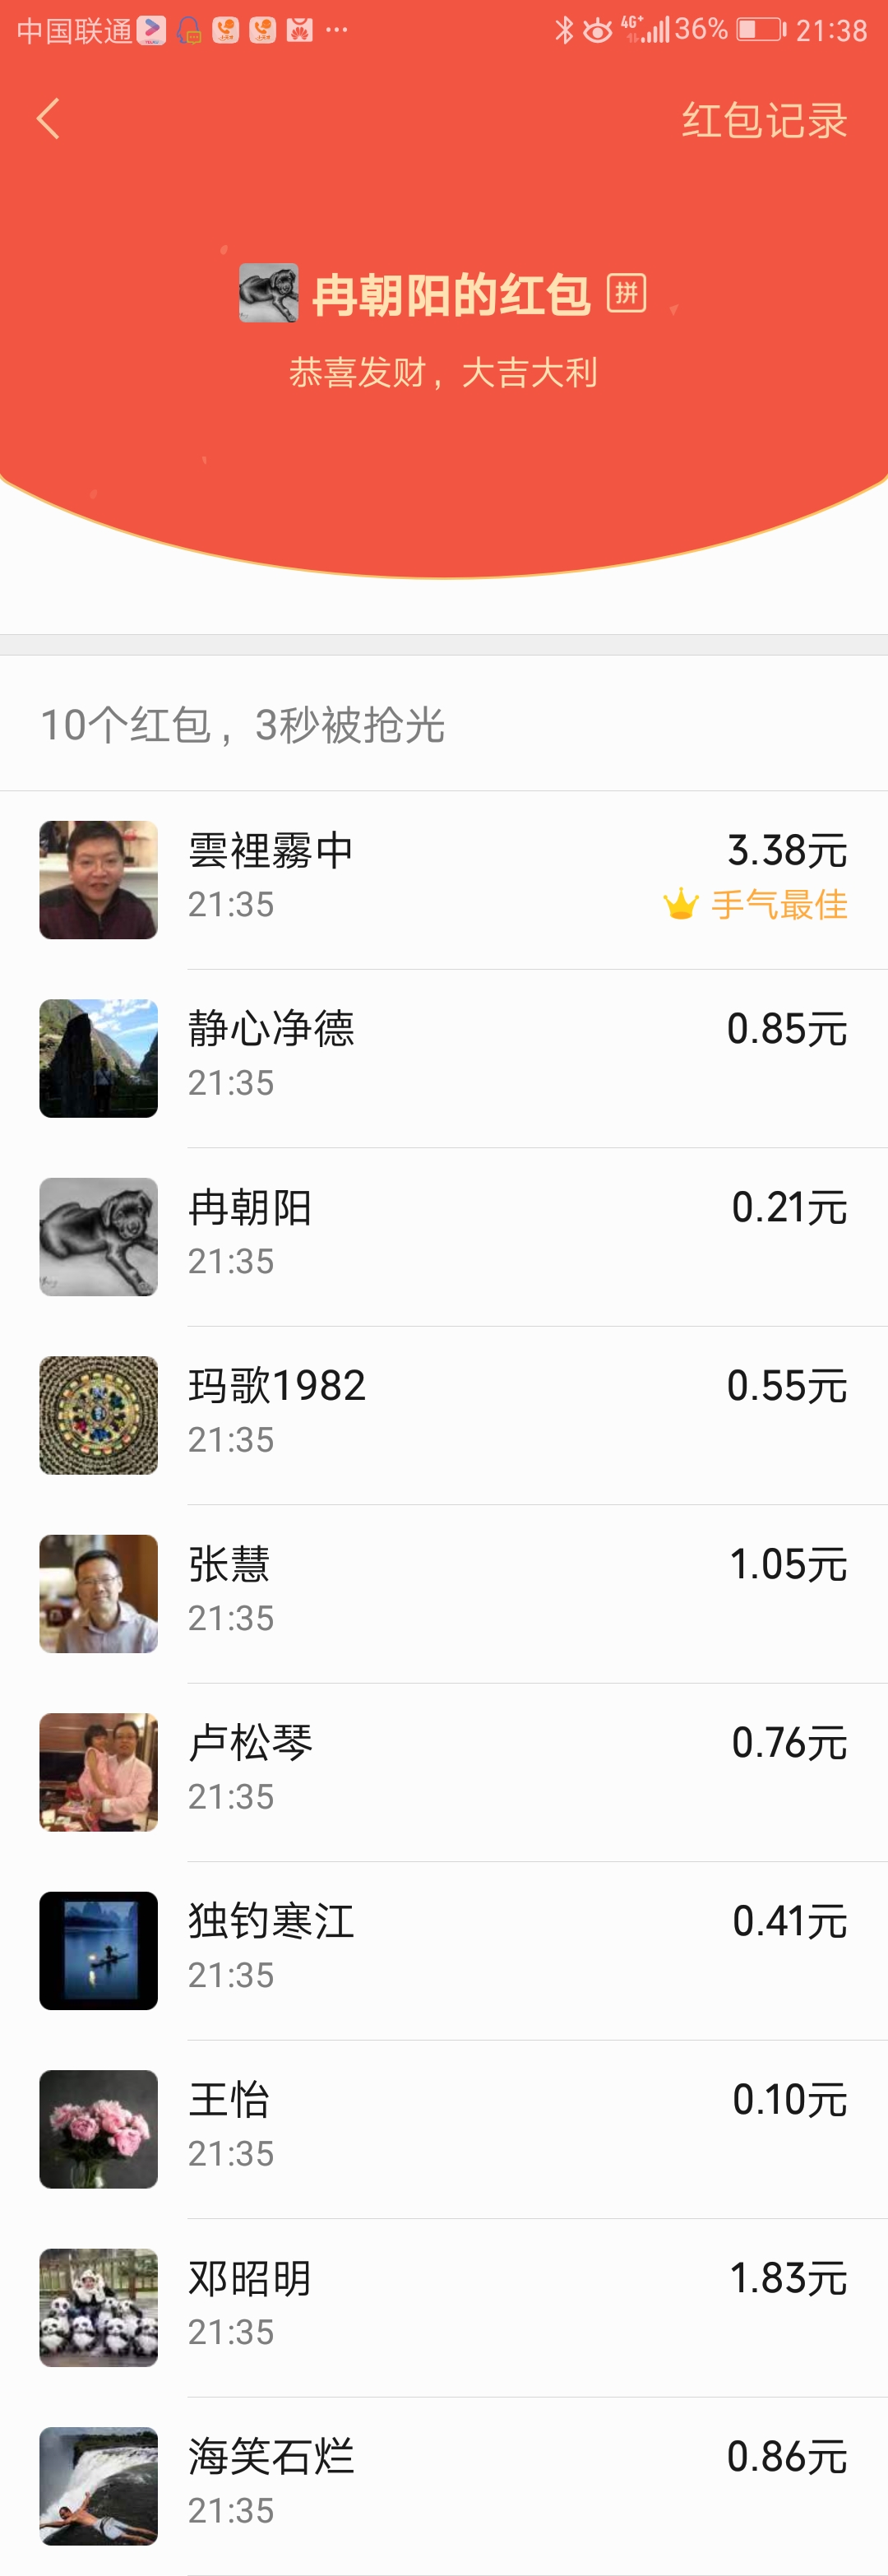 中国联通 4G+ 36% 21:38
红包记录
冉朝阳的红包 拼
恭喜发财，大吉大利
10个红包，3秒被抢光
雲裡霧中 3.38元
21:35 手气最佳
静心净德 0.85元
21:35
冉朝阳 0.21元
21:35
玛歌1982 0.55元
21:35
张慧 1.05元
21:35
卢松琴 0.76元
21:35
独钓寒江 0.41元
21:35
王怡 0.10元
21:35
邓昭明 1.83元
21:35
海笑石烂 0.86元
21:35